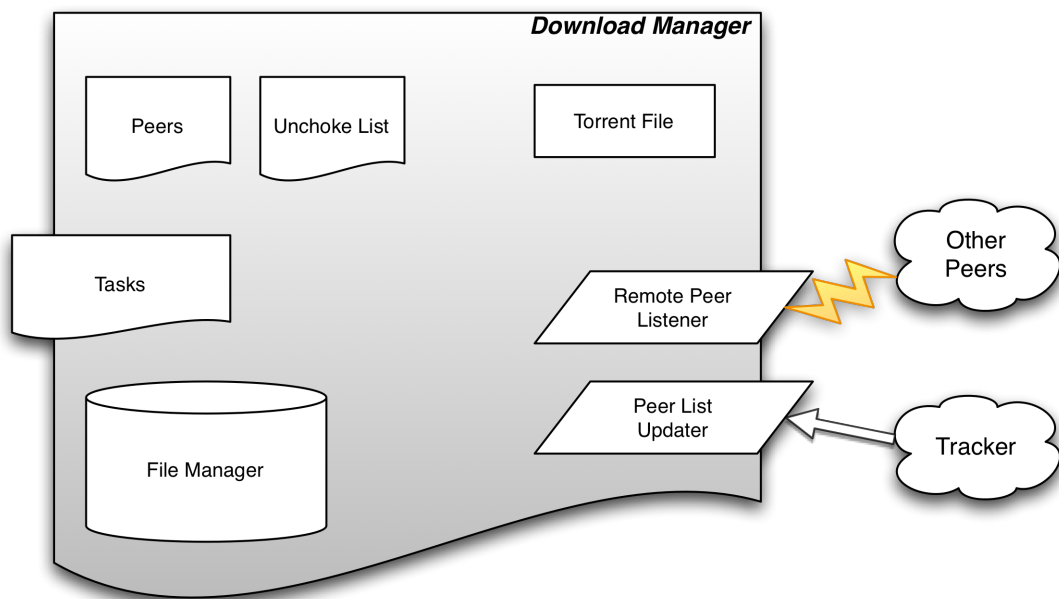 Download Manager
Peers
Unchoke List
Torrent File
Other
Peers
Tasks
Remote Peer
Listener
Peer List
Updater
Tracker
File Manager